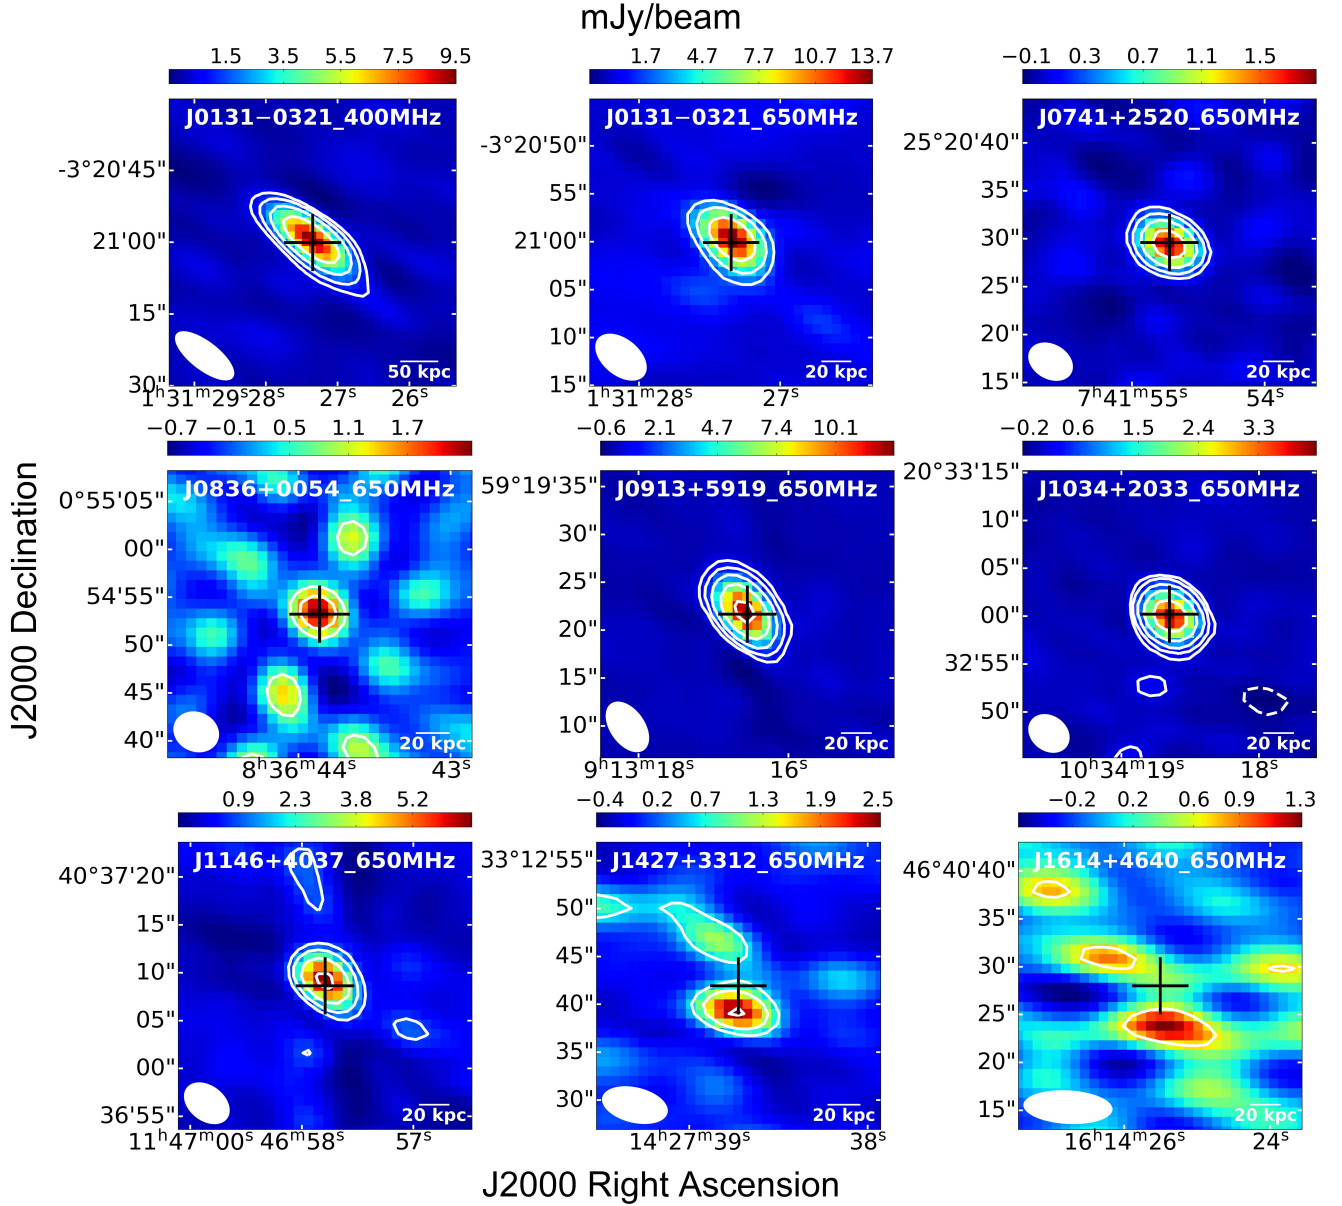 mJy/beam
1.5 3.5 5.5 7.5 9.5
1.7 4.7 7.7 10.7 13.7
−0.1 0.3 0.7 1.1 1.5
J0131−0321_400MHz
-3°20'45"
21'00"
15"
30"
50 kpc
1ʰ31ᵐ29ˢ 28ˢ 27ˢ 26ˢ
J0131−0321_650MHz
-3°20'50"
55"
21'00"
05"
10"
15"
20 kpc
1ʰ31ᵐ28ˢ 27ˢ
J0741+2520_650MHz
25°20'40"
35"
30"
25"
20"
15"
20 kpc
7ʰ41ᵐ55ˢ 54ˢ
−0.7 −0.1 0.5 1.1 1.7
−0.6 2.1 4.7 7.4 10.1
−0.2 0.6 1.5 2.4 3.3
J0836+0054_650MHz
0°55'05"
00"
54'55"
50"
45"
40"
20 kpc
8ʰ36ᵐ44ˢ 43ˢ
J0913+5919_650MHz
59°19'35"
30"
25"
20"
15"
10"
20 kpc
9ʰ13ᵐ18ˢ 16ˢ
J1034+2033_650MHz
20°33'15"
10"
05"
00"
32'55"
50"
20 kpc
10ʰ34ᵐ19ˢ 18ˢ
0.9 2.3 3.8 5.2
−0.4 0.2 0.7 1.3 1.9 2.5
−0.2 0.2 0.6 0.9 1.3
J1146+4037_650MHz
40°37'20"
15"
10"
05"
00"
36'55"
20 kpc
11ʰ47ᵐ00ˢ 46ᵐ58ˢ 57ˢ
J1427+3312_650MHz
33°12'55"
50"
45"
40"
35"
30"
20 kpc
14ʰ27ᵐ39ˢ 38ˢ
J1614+4640_650MHz
46°40'40"
35"
30"
25"
20"
15"
20 kpc
16ʰ14ᵐ26ˢ 24ˢ
J2000 Declination
J2000 Right Ascension